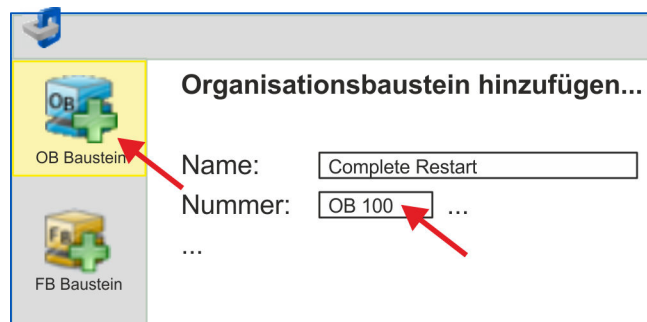 Organisationsbaustein hinzufügen...
OB
OB Baustein
Name: Complete Restart
Nummer: OB 100 ...
...
FB
FB Baustein